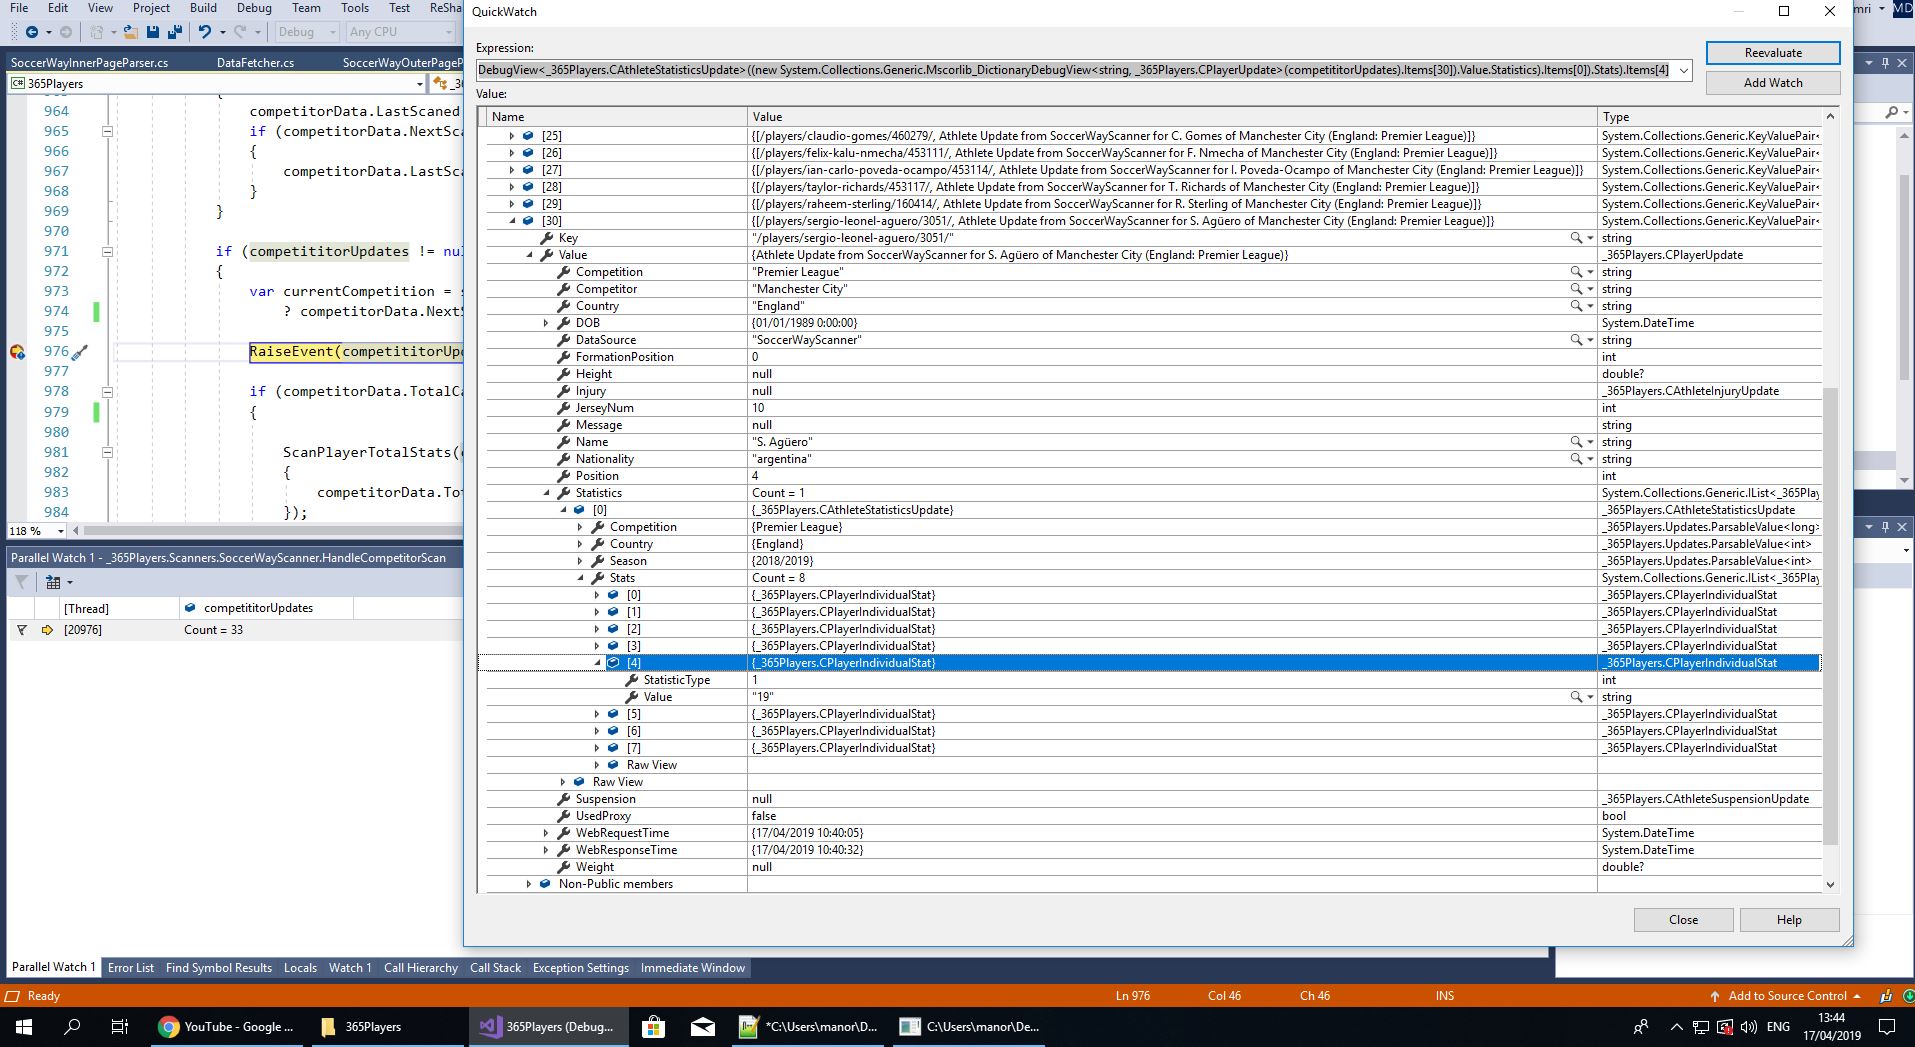 File Edit View Project Build Debug Team Tools Test ReSha
QuickWatch
mri MD
Debug Any CPU
Expression:
DebugView<_365Players.CAthleteStatisticsUpdate>((new System.Collections.Generic.Mscorlib_DictionaryDebugView<string, _365Players.CPlayerUpdate>(competititorUpdates).Items[30]).Value.Statistics).Items[0]).Stats).Items[4]
Reevaluate
Add Watch
SoccerWayInnerPageParser.cs DataFetcher.cs SoccerWayOuterPageP
365Players
Value:
Name Value Type
964 competitorData.LastScaned
965 if (competitorData.NextSca
966 {
967 competitorData.LastSca
968 }
969 }
970
971 if (competititorUpdates != nul
972 {
973 var currentCompetition = s
974 ? competitorData.NextS
975
976 RaiseEvent(competititorUpd
977
978 if (competitorData.TotalCa
979 {
980
981 ScanPlayerTotalStats(
982 {
983 competitorData.To
984 });
118 %
[25] {[/players/claudio-gomes/460279/, Athlete Update from SoccerWayScanner for C. Gomes of Manchester City (England: Premier League)]} System.Collections.Generic.KeyValuePair<
[26] {[/players/felix-kalu-nmecha/453111/, Athlete Update from SoccerWayScanner for F. Nmecha of Manchester City (England: Premier League)]} System.Collections.Generic.KeyValuePair<
[27] {[/players/ian-carlo-poveda-ocampo/453114/, Athlete Update from SoccerWayScanner for I. Poveda-Ocampo of Manchester City (England: Premier League)]} System.Collections.Generic.KeyValuePair<
[28] {[/players/taylor-richards/453117/, Athlete Update from SoccerWayScanner for T. Richards of Manchester City (England: Premier League)]} System.Collections.Generic.KeyValuePair<
[29] {[/players/raheem-sterling/160414/, Athlete Update from SoccerWayScanner for R. Sterling of Manchester City (England: Premier League)]} System.Collections.Generic.KeyValuePair<
[30] {[/players/sergio-leonel-aguero/3051/, Athlete Update from SoccerWayScanner for S. Agüero of Manchester City (England: Premier League)]} System.Collections.Generic.KeyValuePair<
Key "/players/sergio-leonel-aguero/3051/" string
Value {Athlete Update from SoccerWayScanner for S. Agüero of Manchester City (England: Premier League)} _365Players.CPlayerUpdate
Competition "Premier League" string
Competitor "Manchester City" string
Country "England" string
DOB {01/01/1989 0:00:00} System.DateTime
DataSource "SoccerWayScanner" string
FormationPosition 0 int
Height null double?
Injury null _365Players.CAthleteInjuryUpdate
JerseyNum 10 int
Message null string
Name "S. Agüero" string
Nationality "argentina" string
Position 4 int
Statistics Count = 1 System.Collections.Generic.IList<_365Play
[0] {_365Players.CAthleteStatisticsUpdate} _365Players.CAthleteStatisticsUpdate
Competition {Premier League} _365Players.Updates.ParsableValue<long>
Country {England} _365Players.Updates.ParsableValue<int>
Season {2018/2019} _365Players.Updates.ParsableValue<int>
Stats Count = 8 System.Collections.Generic.IList<_365Play
[0] {_365Players.CPlayerIndividualStat} _365Players.CPlayerIndividualStat
[1] {_365Players.CPlayerIndividualStat} _365Players.CPlayerIndividualStat
[2] {_365Players.CPlayerIndividualStat} _365Players.CPlayerIndividualStat
[3] {_365Players.CPlayerIndividualStat} _365Players.CPlayerIndividualStat
[4] {_365Players.CPlayerIndividualStat} _365Players.CPlayerIndividualStat
StatisticType 1 int
Value "19" string
[5] {_365Players.CPlayerIndividualStat} _365Players.CPlayerIndividualStat
[6] {_365Players.CPlayerIndividualStat} _365Players.CPlayerIndividualStat
[7] {_365Players.CPlayerIndividualStat} _365Players.CPlayerIndividualStat
Raw View
Raw View
Suspension null _365Players.CAthleteSuspensionUpdate
UsedProxy false bool
WebRequestTime {17/04/2019 10:40:05} System.DateTime
WebResponseTime {17/04/2019 10:40:32} System.DateTime
Weight null double?
Non-Public members
Close Help
Parallel Watch 1 - _365Players.Scanners.SoccerWayScanner.HandleCompetitorScan
[Thread] competititorUpdates
[20976] Count = 33
Parallel Watch 1 Error List Find Symbol Results Locals Watch 1 Call Hierarchy Call Stack Exception Settings Immediate Window
Ready Ln 976 Col 46 Ch 46 INS Add to Source Control
YouTube - Google ... 365Players 365Players (Debug... *C:\Users\manor\D... C:\Users\manor\De... ENG 13:44
17/04/2019